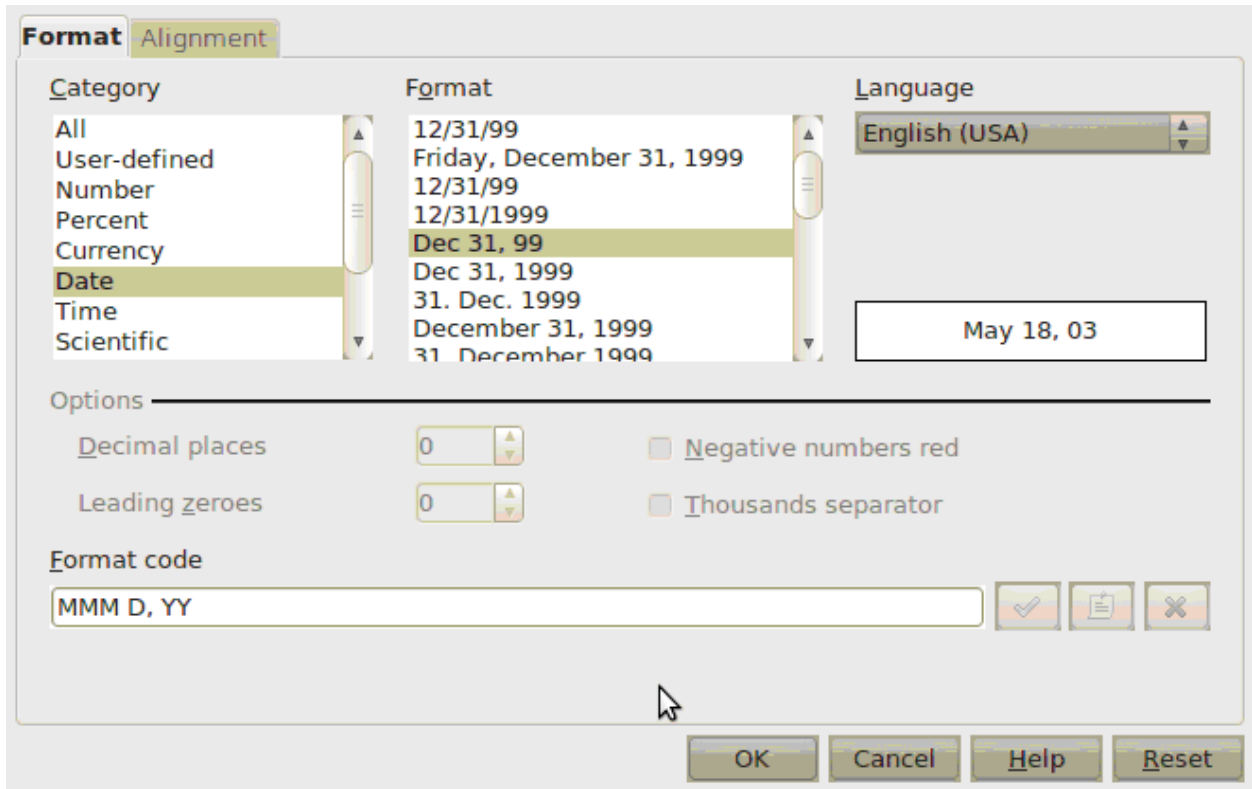 Format Alignment
Category
All
User-defined
Number
Percent
Currency
Date
Time
Scientific
Format
12/31/99
Friday, December 31, 1999
12/31/99
12/31/1999
Dec 31, 99
Dec 31, 1999
31. Dec. 1999
December 31, 1999
31. December 1999
Language
English (USA)
May 18, 03
Options
Decimal places 0
Negative numbers red
Leading zeroes 0
Thousands separator
Format code
MMM D, YY
OK Cancel Help Reset